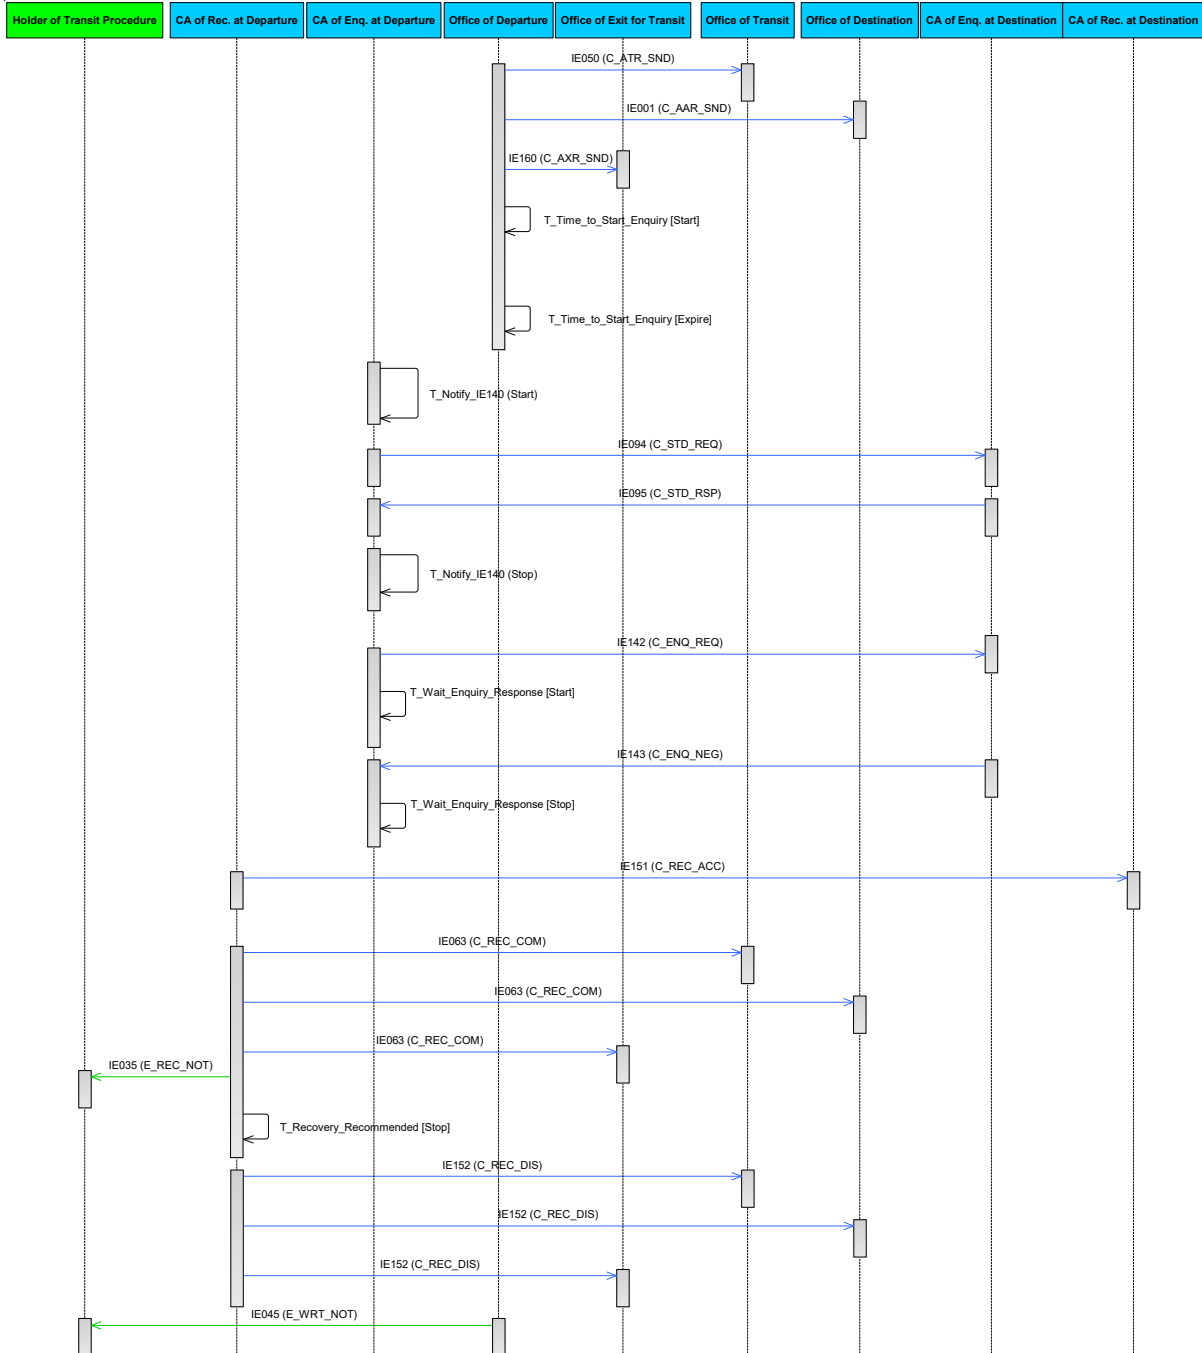 Holder of Transit Procedure
CA of Rec. at Departure
CA of Enq. at Departure
Office of Departure
Office of Exit for Transit
Office of Transit
Office of Destination
CA of Enq. at Destination
CA of Rec. at Destination
IE050 (C_ATR_SND)
IE001 (C_AAR_SND)
IE160 (C_AXR_SND)
T_Time_to_Start_Enquiry [Start]
T_Time_to_Start_Enquiry [Expire]
T_Notify_IE140 (Start)
IE094 (C_STD_REQ)
IE095 (C_STD_RSP)
T_Notify_IE140 (Stop)
IE142 (C_ENQ_REQ)
T_Wait_Enquiry_Response [Start]
IE143 (C_ENQ_NEG)
T_Wait_Enquiry_Response [Stop]
IE151 (C_REC_ACC)
IE063 (C_REC_COM)
IE063 (C_REC_COM)
IE063 (C_REC_COM)
IE035 (E_REC_NOT)
T_Recovery_Recommended [Stop]
IE152 (C_REC_DIS)
IE152 (C_REC_DIS)
IE152 (C_REC_DIS)
IE045 (E_WRT_NOT)